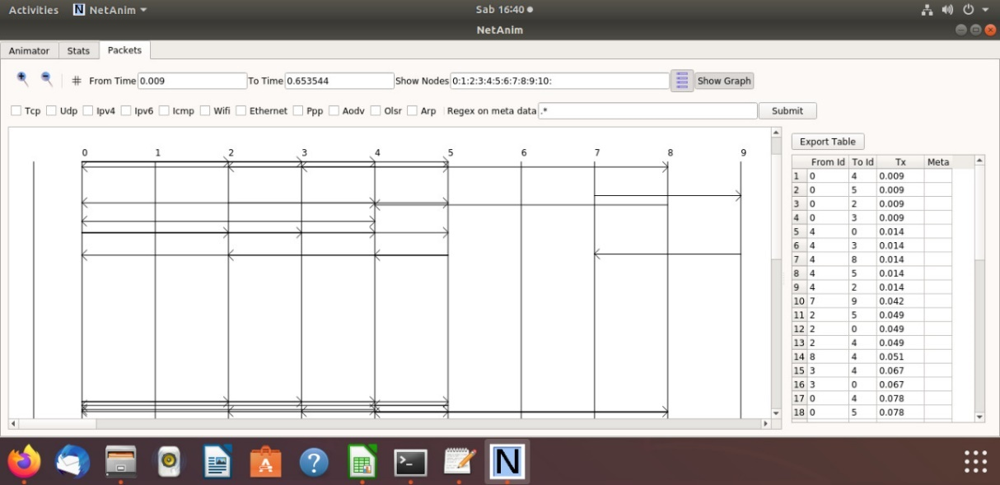 Activities NetAnim Sab 16:40
NetAnim
Animator Stats Packets
# From Time 0.009 To Time 0.653544 Show Nodes 0:1:2:3:4:5:6:7:8:9:10: Show Graph
Tcp Udp Ipv4 Ipv6 Icmp Wifi Ethernet Ppp Aodv Olsr Arp Regex on meta data .* Submit
0 1 2 3 4 5 6 7 8 9
Export Table
From Id To Id Tx Meta
1 0 4 0.009
2 0 5 0.009
3 0 2 0.009
4 0 3 0.009
5 4 0 0.014
6 4 3 0.014
7 4 8 0.014
8 4 5 0.014
9 4 2 0.014
10 7 9 0.042
11 2 5 0.049
12 2 0 0.049
13 2 4 0.049
14 8 4 0.051
15 3 4 0.067
16 3 0 0.067
17 0 4 0.078
18 0 5 0.078